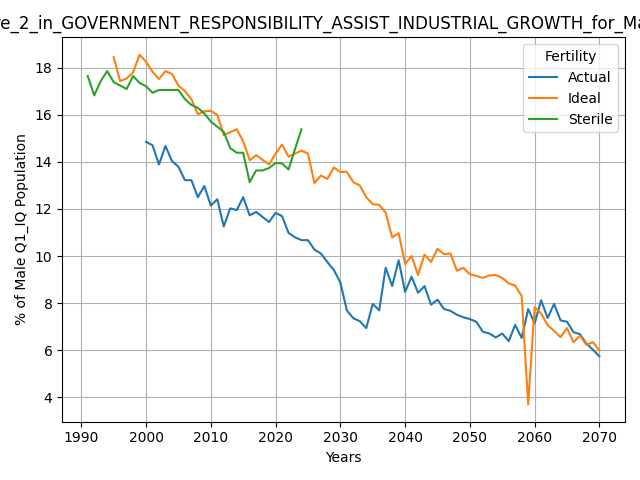 re_2_in_GOVERNMENT_RESPONSIBILITY_ASSIST_INDUSTRIAL_GROWTH_for_Ma
Fertility
Actual
Ideal
Sterile
% of Male Q1_IQ Population
18
16
14
12
10
8
6
4
1990 2000 2010 2020 2030 2040 2050 2060 2070
Years